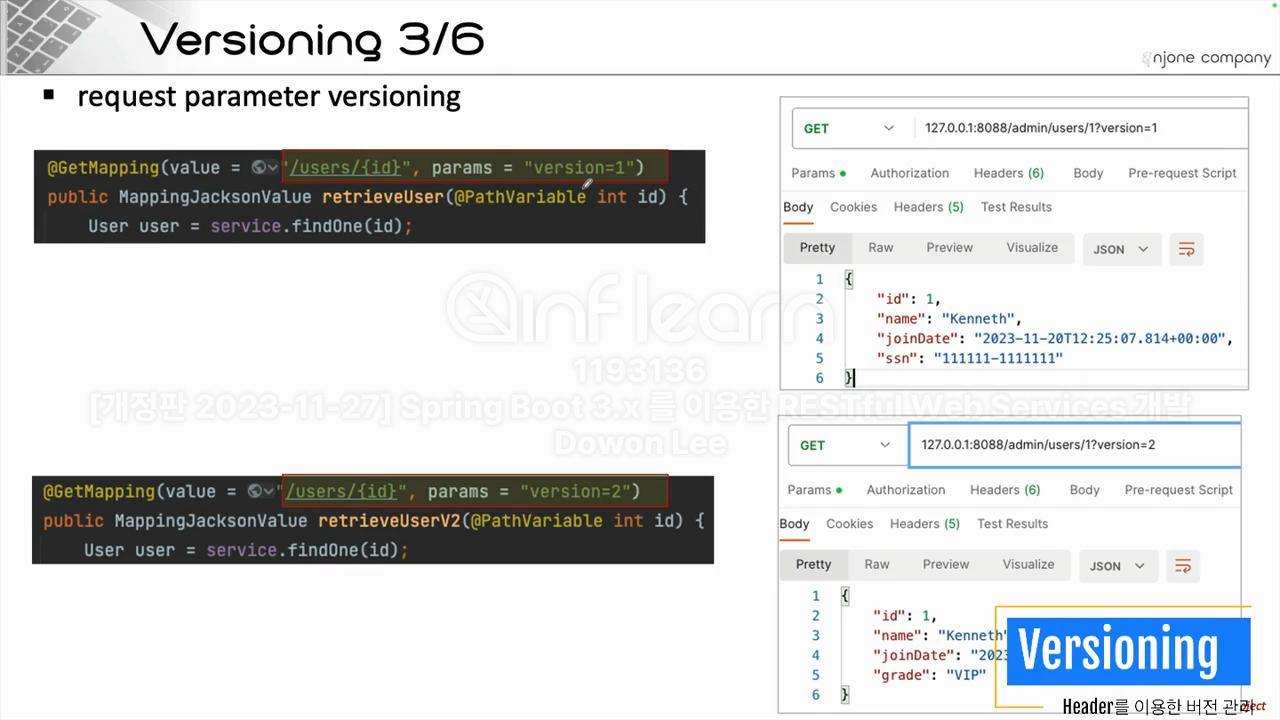 Versioning 3/6
njone company
▪ request parameter versioning
@GetMapping(value = "/users/{id}", params = "version=1")
public MappingJacksonValue retrieveUser(@PathVariable int id) {
User user = service.findOne(id);
GET 127.0.0.1:8088/admin/users/1?version=1
Params Authorization Headers (6) Body Pre-request Script
Body Cookies Headers (5) Test Results
Pretty Raw Preview Visualize JSON
1 {
2 "id": 1,
3 "name": "Kenneth",
4 "joinDate": "2023-11-20T12:25:07.814+00:00",
5 "ssn": "111111-1111111"
6 }
inflearn
1193136
[개정판 2023-11-27] Spring Boot 3.x 를 이용한 RESTful Web Services 개발
Dowon Lee
@GetMapping(value = "/users/{id}", params = "version=2")
public MappingJacksonValue retrieveUserV2(@PathVariable int id) {
User user = service.findOne(id);
GET 127.0.0.1:8088/admin/users/1?version=2
Params Authorization Headers (6) Body Pre-request Script
Body Cookies Headers (5) Test Results
Pretty Raw Preview Visualize JSON
1 {
2 "id": 1,
3 "name": "Kenneth"
4 "joinDate": "2023
5 "grade": "VIP"
6 }
Versioning
Header를 이용한 버전 관리